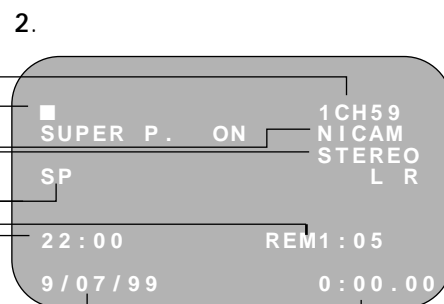 2.
■ 1CH59
SUPER P. ON NICAM
STEREO
SP L R
22:00 REM1:05
9/07/99 0:00.00